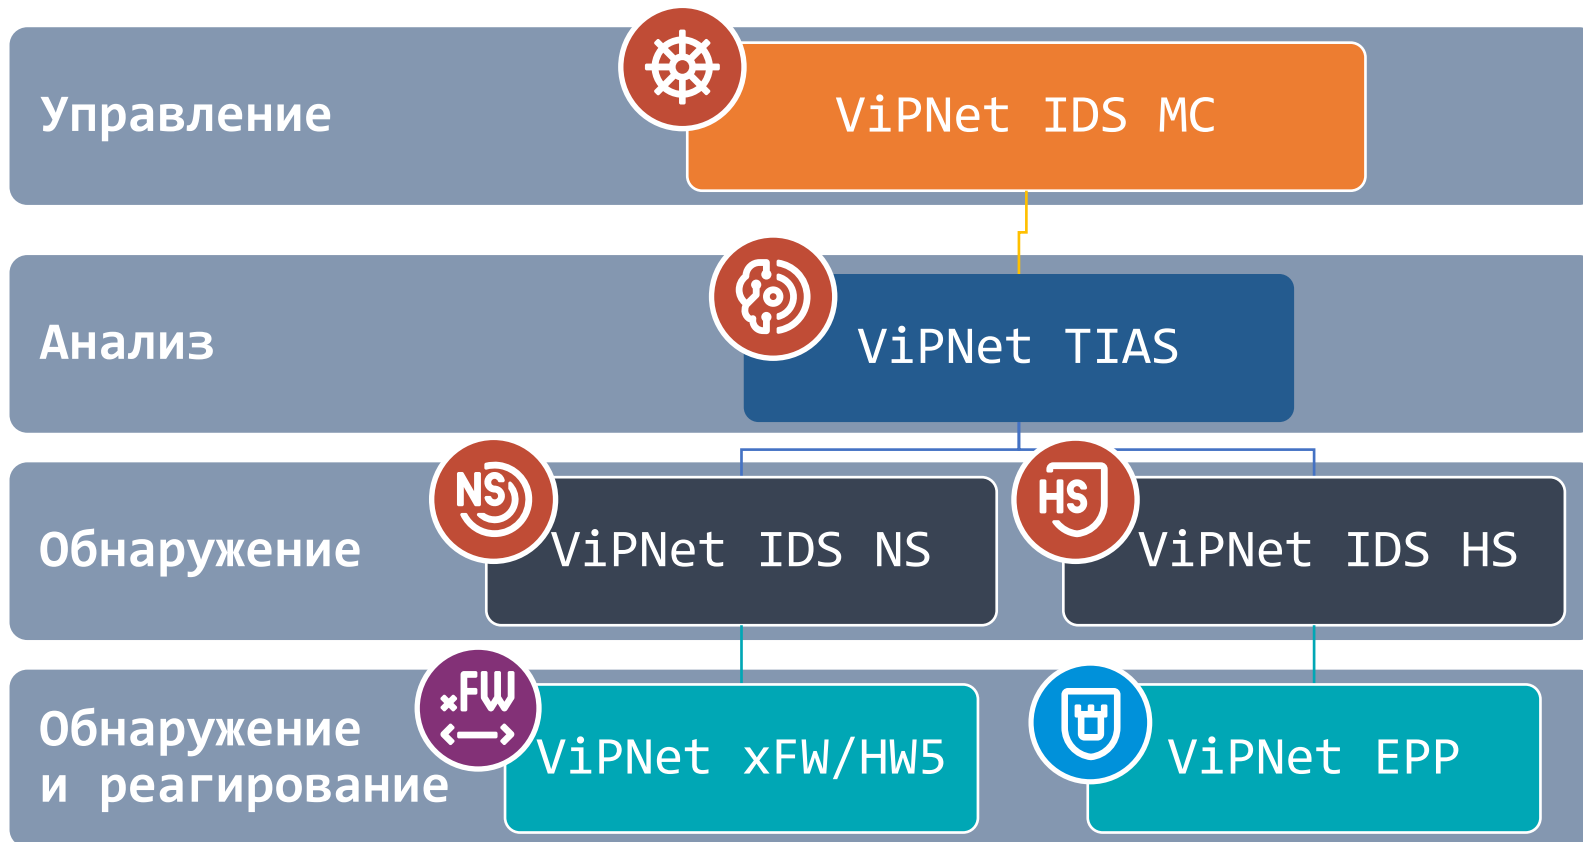 Управление
ViPNet IDS MC
Анализ
ViPNet TIAS
Обнаружение
NS
ViPNet IDS NS
HS
ViPNet IDS HS
Обнаружение
и реагирование
xFW
ViPNet xFW/HW5
ViPNet EPP